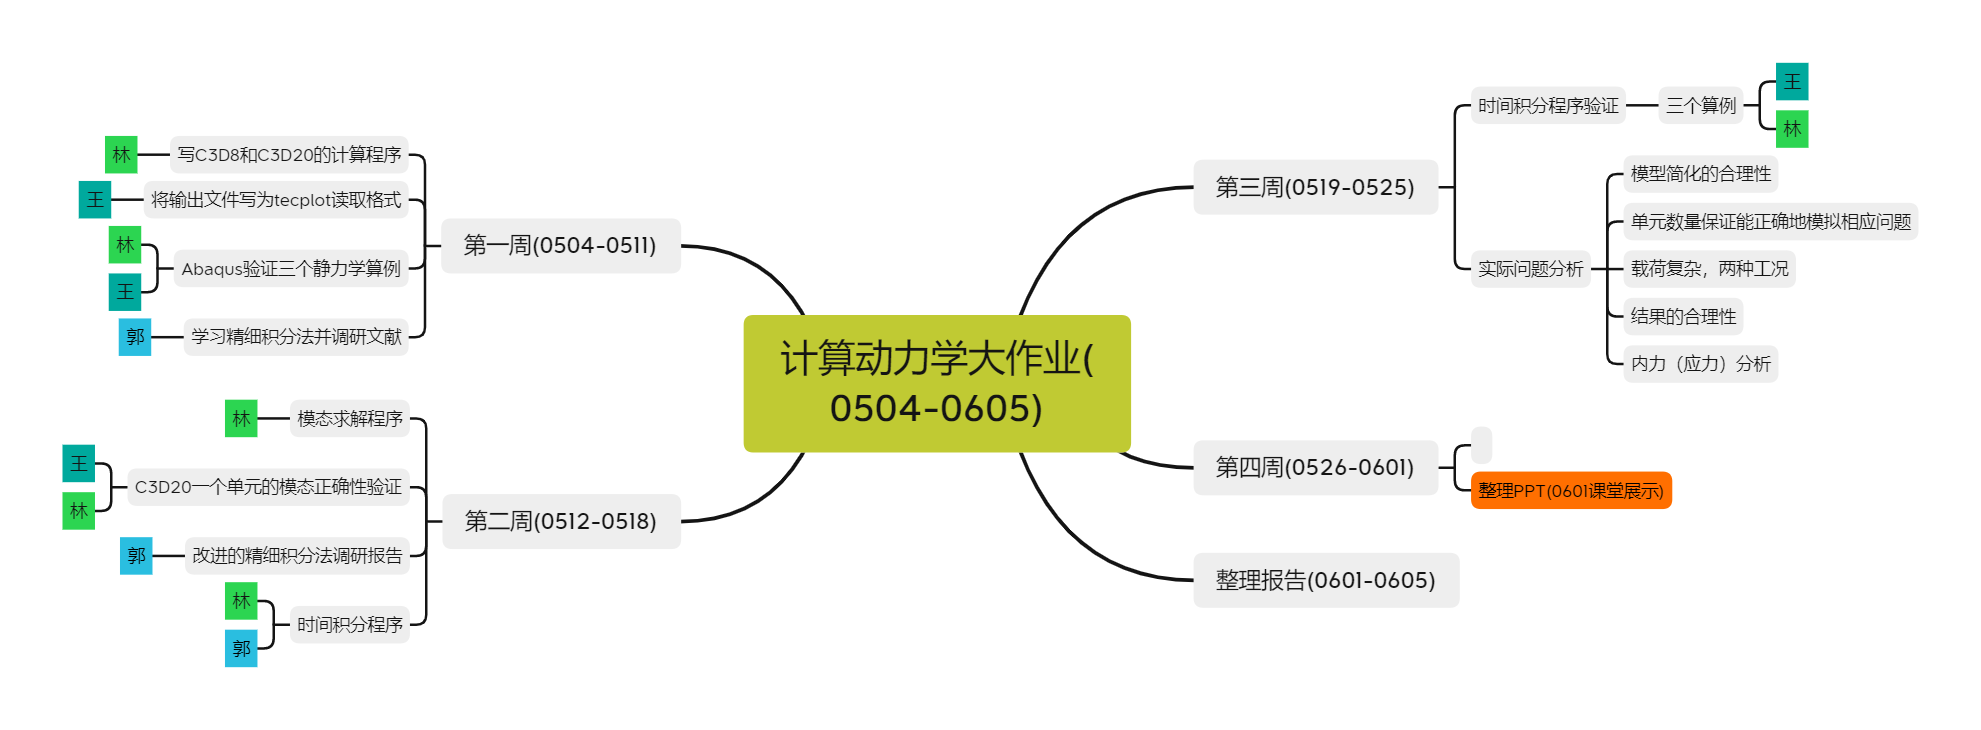 计算动力学大作业(
0504-0605)
第一周(0504-0511)
写C3D8和C3D20的计算程序
林
将输出文件写为tecplot读取格式
王
Abaqus验证三个静力学算例
林
王
学习精细积分法并调研文献
郭
第二周(0512-0518)
模态求解程序
林
C3D20一个单元的模态正确性验证
王
林
改进的精细积分法调研报告
郭
时间积分程序
林
郭
第三周(0519-0525)
时间积分程序验证
三个算例
王
林
实际问题分析
模型简化的合理性
单元数量保证能正确地模拟相应问题
载荷复杂，两种工况
结果的合理性
内力（应力）分析
第四周(0526-0601)
整理PPT(0601课堂展示)
整理报告(0601-0605)